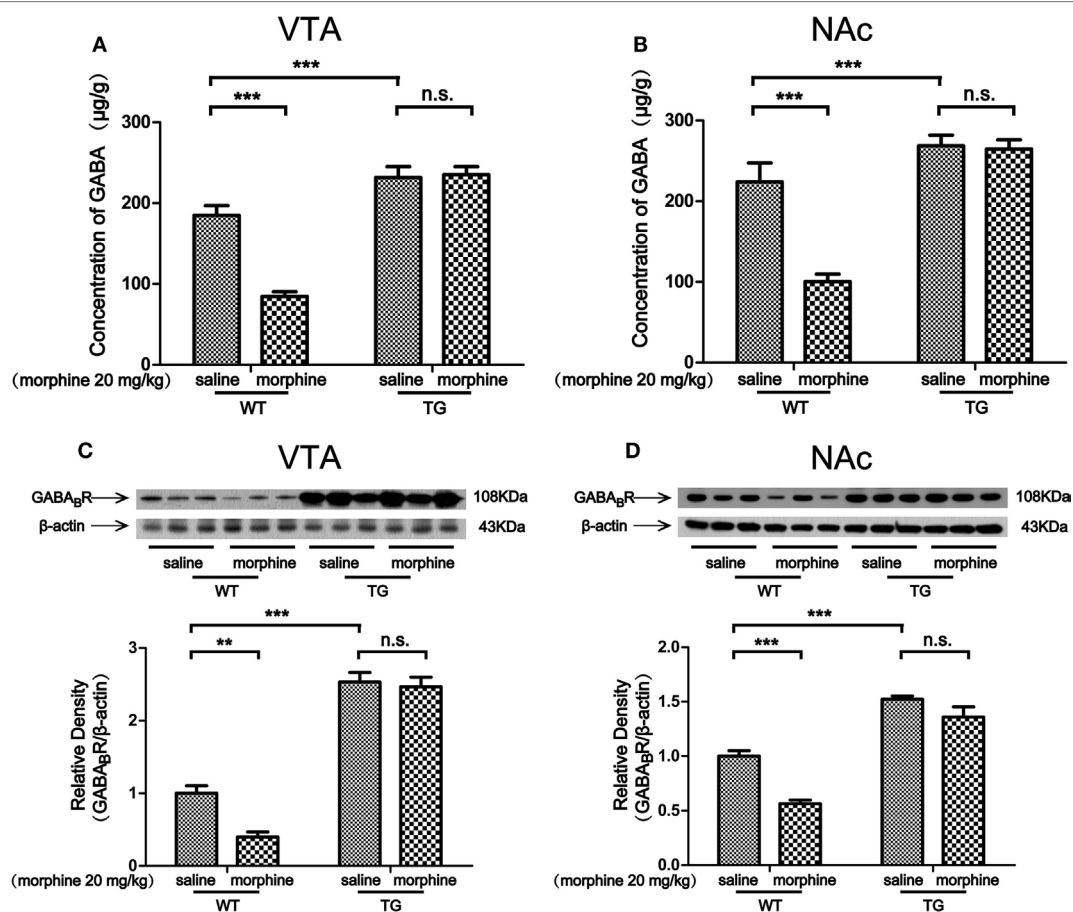 A
VTA
***
***
n.s.
Concentration of GABA (μg/g)
300
200
100
0
(morphine 20 mg/kg)
saline morphine saline morphine
WT TG
B
NAc
***
***
n.s.
Concentration of GABA (μg/g)
300
200
100
0
(morphine 20 mg/kg)
saline morphine saline morphine
WT TG
C
VTA
GABABR 108KDa
β-actin 43KDa
saline morphine saline morphine
WT TG
***
**
n.s.
Relative Density
(GABABR/β-actin)
3
2
1
0
(morphine 20 mg/kg)
saline morphine saline morphine
WT TG
D
NAc
GABABR 108KDa
β-actin 43KDa
saline morphine saline morphine
WT TG
***
***
n.s.
Relative Density
(GABABR/β-actin)
2.0
1.5
1.0
0.5
0.0
(morphine 20 mg/kg)
saline morphine saline morphine
WT TG